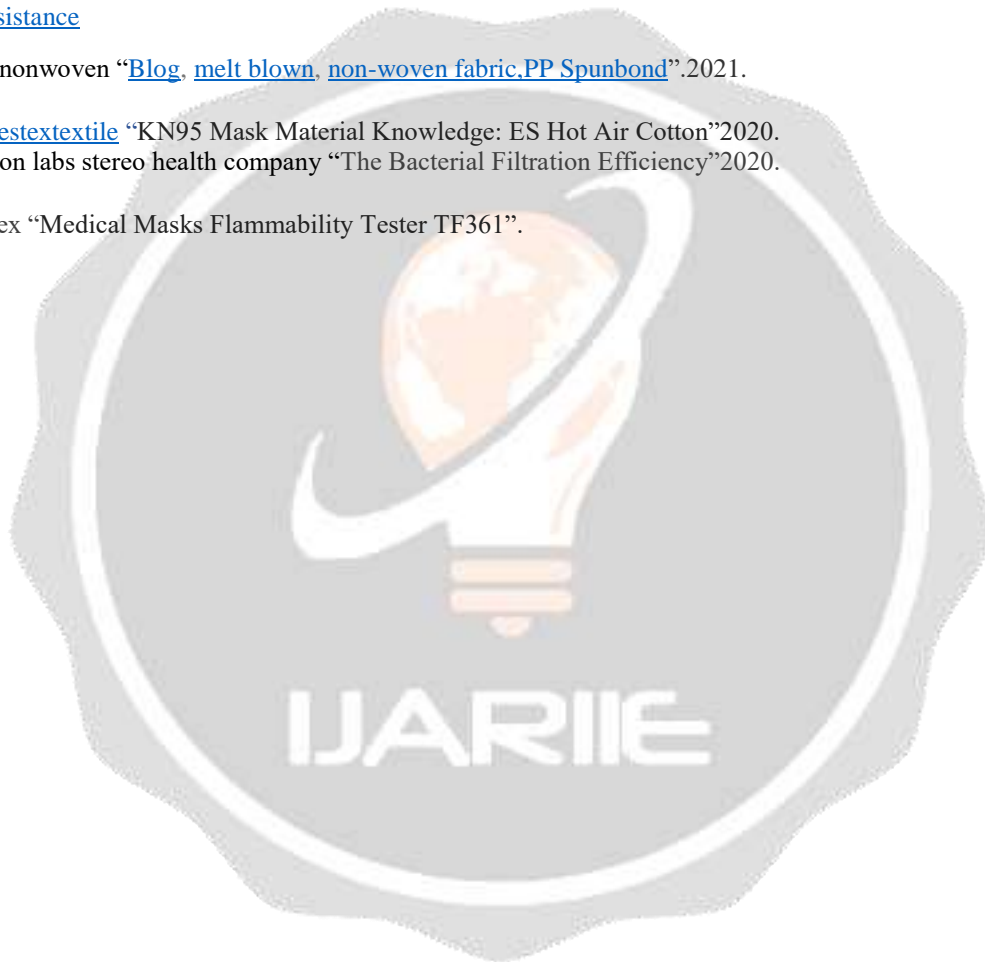 sistance
nonwoven “Blog, melt blown, non-woven fabric,PP Spunbond”.2021.
estextextile “KN95 Mask Material Knowledge: ES Hot Air Cotton”2020.
on labs stereo health company “The Bacterial Filtration Efficiency”2020.
ex “Medical Masks Flammability Tester TF361”.
IJARIIE